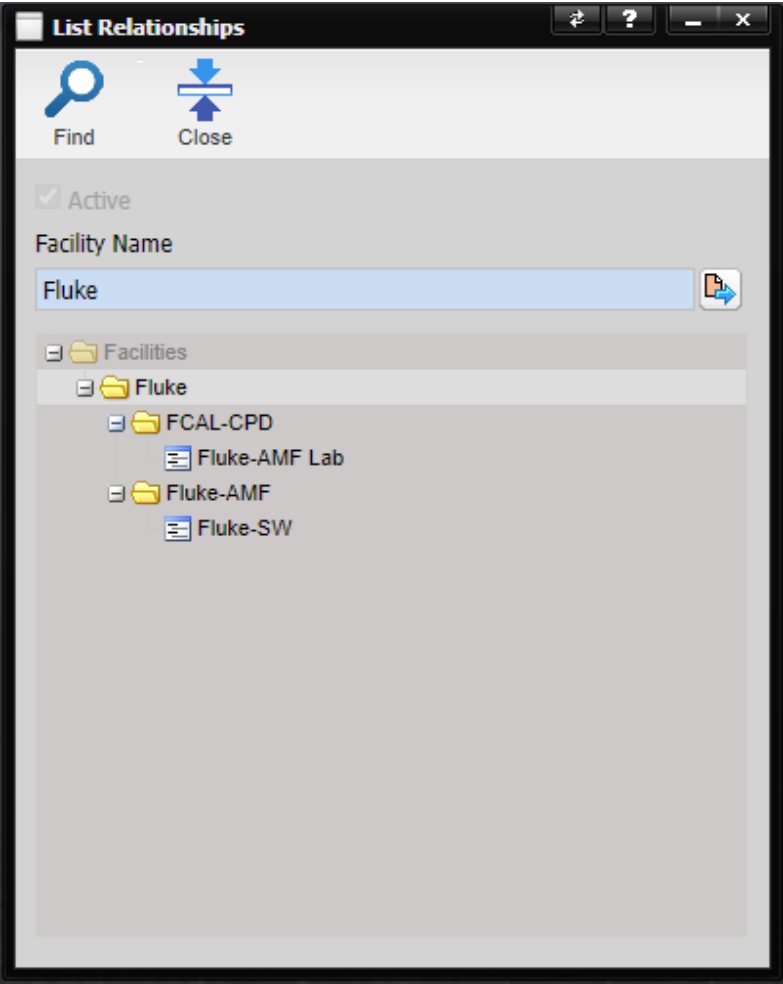 List Relationships
?
Find
Close
Active
Facility Name
Fluke
Facilities
Fluke
FCAL-CPD
Fluke-AMF Lab
Fluke-AMF
Fluke-SW